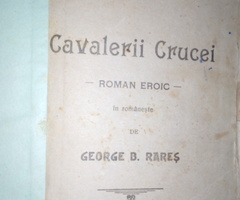 Cavalerii Crucei
— ROMAN EROIC —
în românește
DE
GEORGE B. RAREȘ